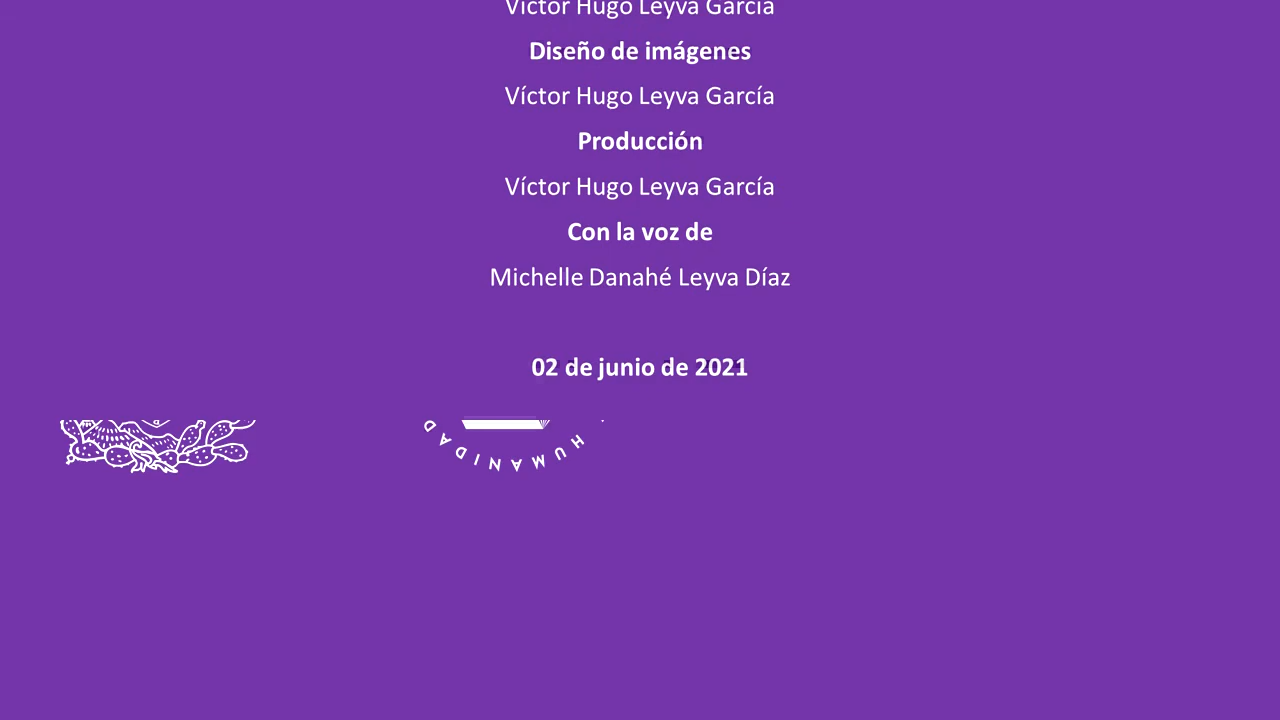 Víctor Hugo Leyva García
Diseño de imágenes
Víctor Hugo Leyva García
Producción
Víctor Hugo Leyva García
Con la voz de
Michelle Danahé Leyva Díaz
02 de junio de 2021
HUMANIDAD